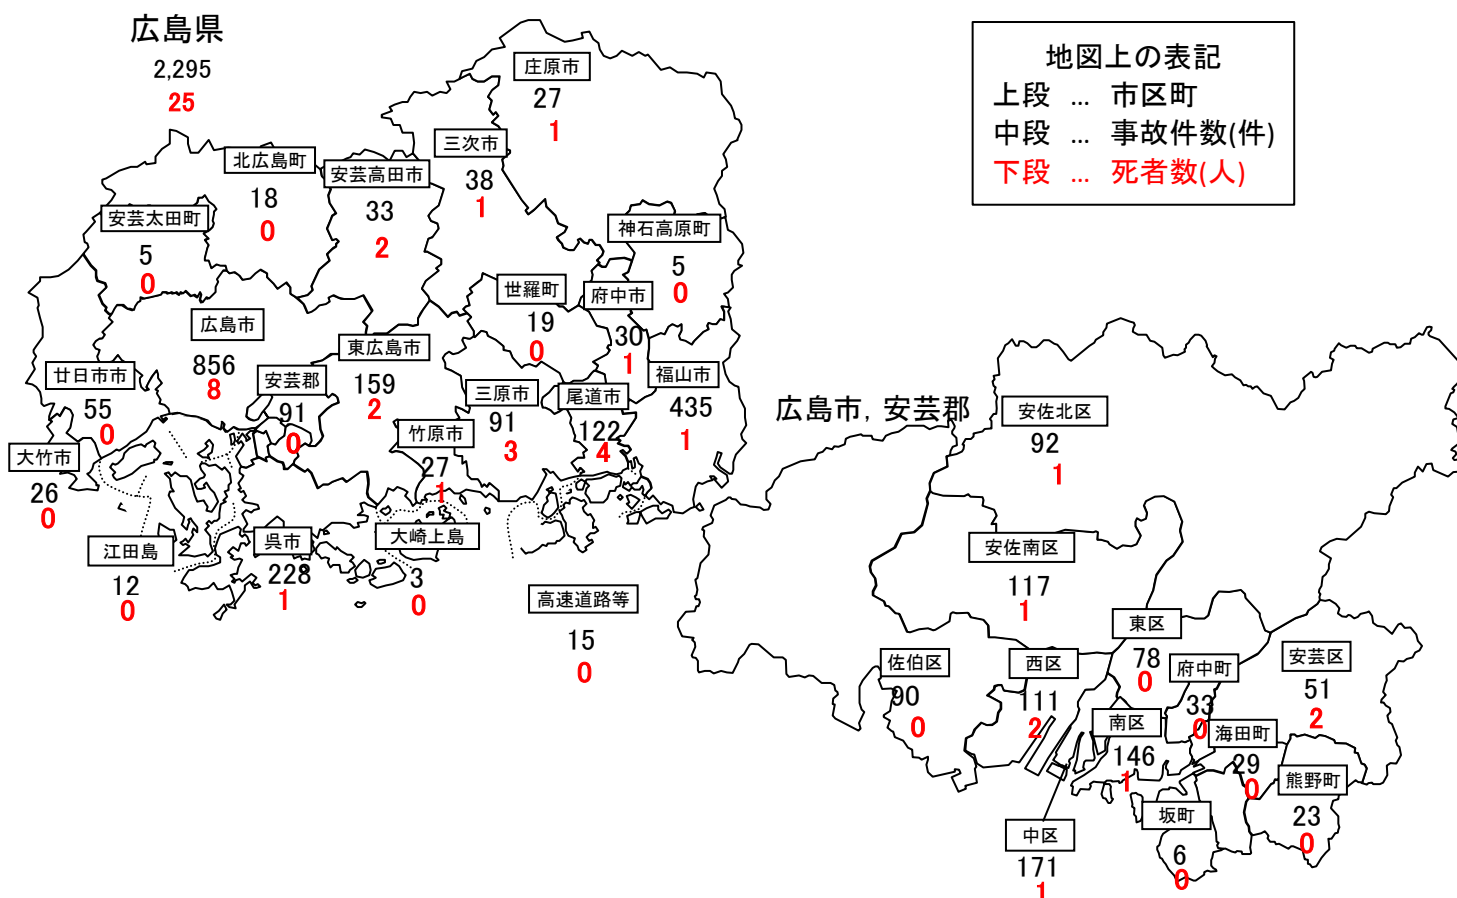 広島県
2,295
25
地図上の表記
上段 … 市区町
中段 … 事故件数(件)
下段 … 死者数(人)
庄原市
27
1
三次市
38
1
北広島町
18
0
安芸高田市
33
2
安芸太田町
5
0
神石高原町
5
0
世羅町
19
0
府中市
30
1
広島市
856
8
東広島市
159
2
廿日市市
55
0
安芸郡
91
0
三原市
91
3
尾道市
122
4
福山市
435
1
竹原市
27
1
大竹市
26
0
江田島
12
0
呉市
228
1
大崎上島
3
0
高速道路等
15
0
広島市, 安芸郡
安佐北区
92
1
安佐南区
117
1
東区
78
0
佐伯区
90
0
西区
111
2
府中町
33
0
安芸区
51
2
南区
146
1
海田町
29
0
熊野町
23
0
坂町
6
0
中区
171
1